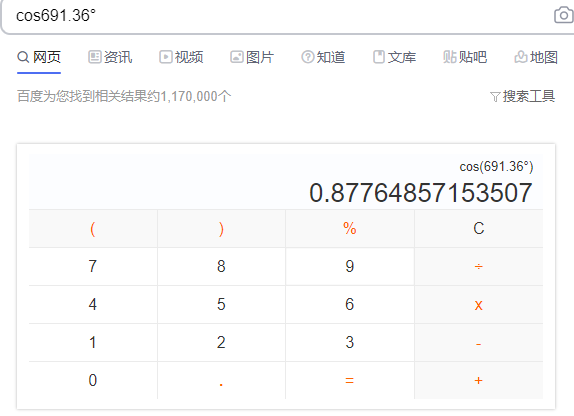 cos691.36°
网页 资讯 视频 图片 知道 文库 贴吧 贴吧 地图
百度为您找到相关结果约1,170,000个 搜索工具
cos(691.36°)
0.87764857153507
( ) % C
7 8 9 ÷
4 5 6 x
1 2 3 -
0 . = +